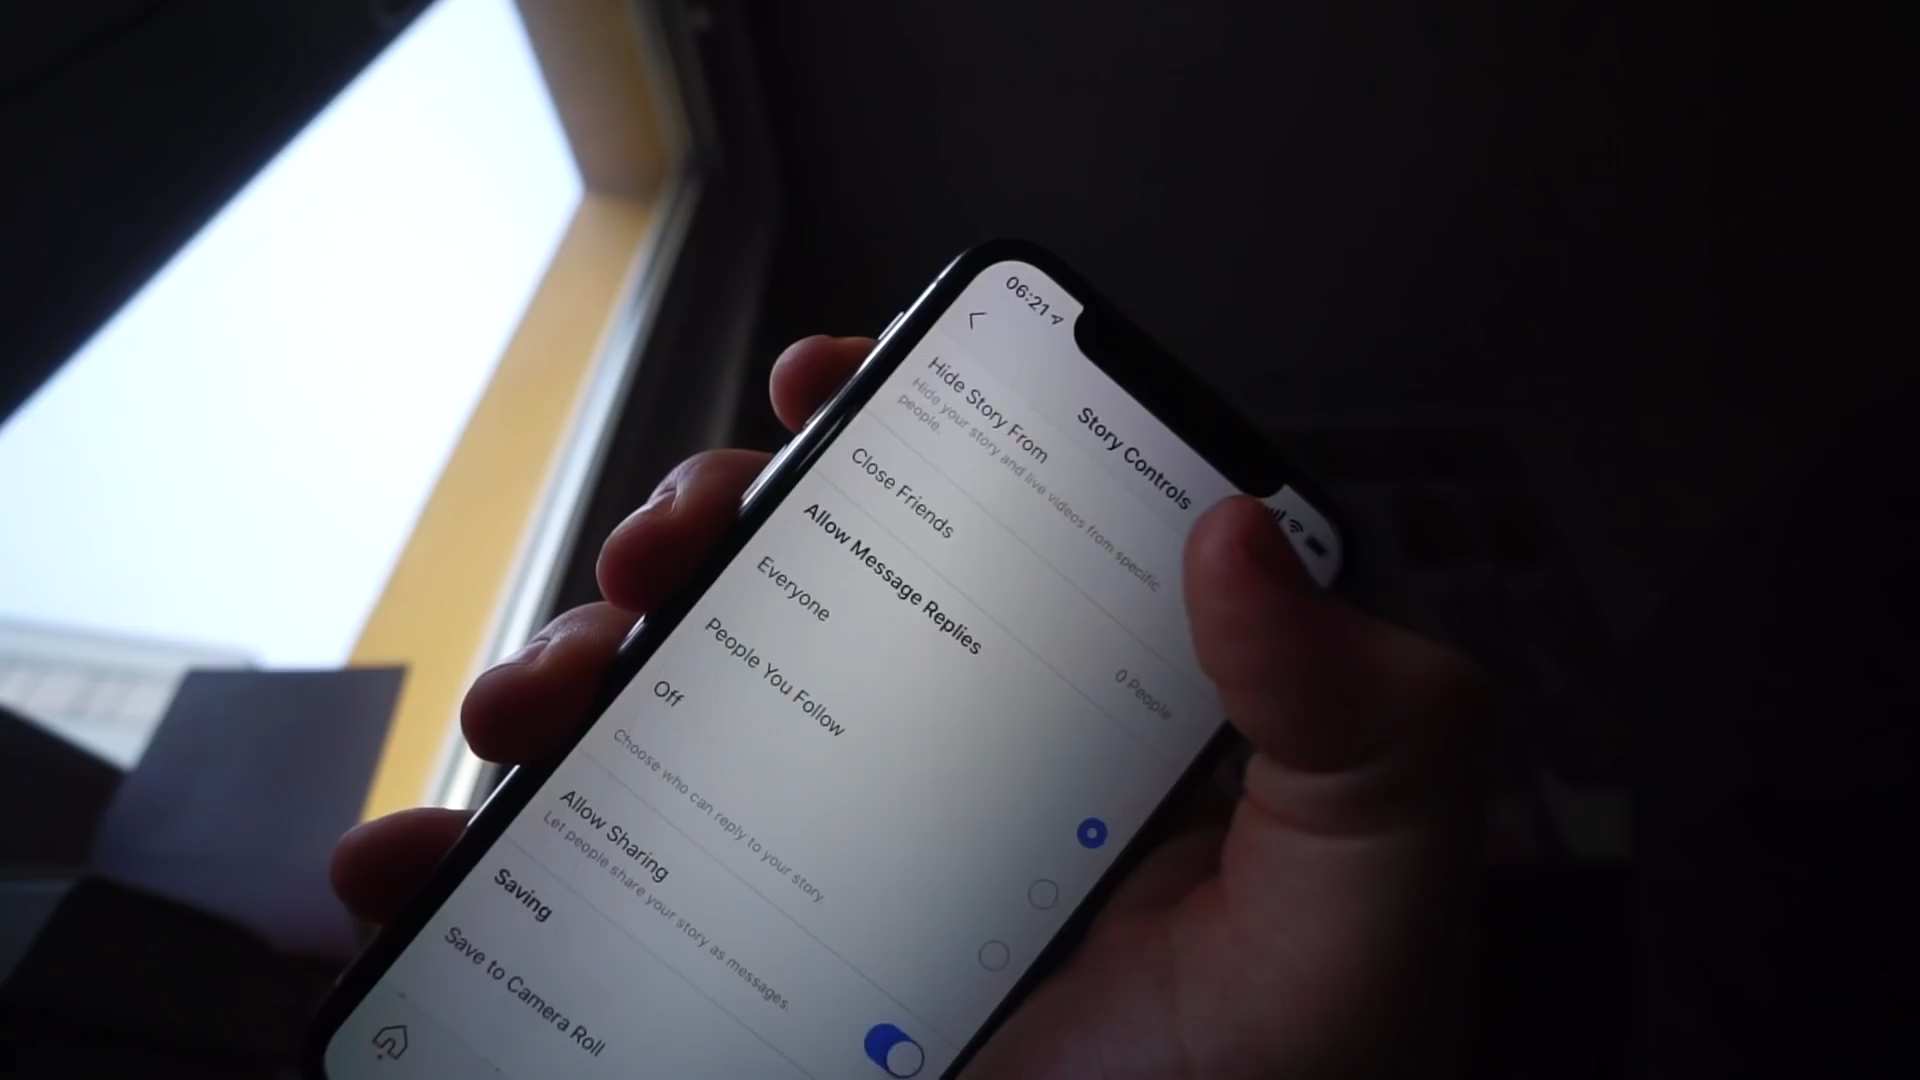 06:21
Story Controls
Hide Story From
Hide your story and live videos from specific
people.
Close Friends
0 People
Allow Message Replies
Everyone
People You Follow
Off
Choose who can reply to your story.
Allow Sharing
Let people share your story as messages.
Saving
Save to Camera Roll